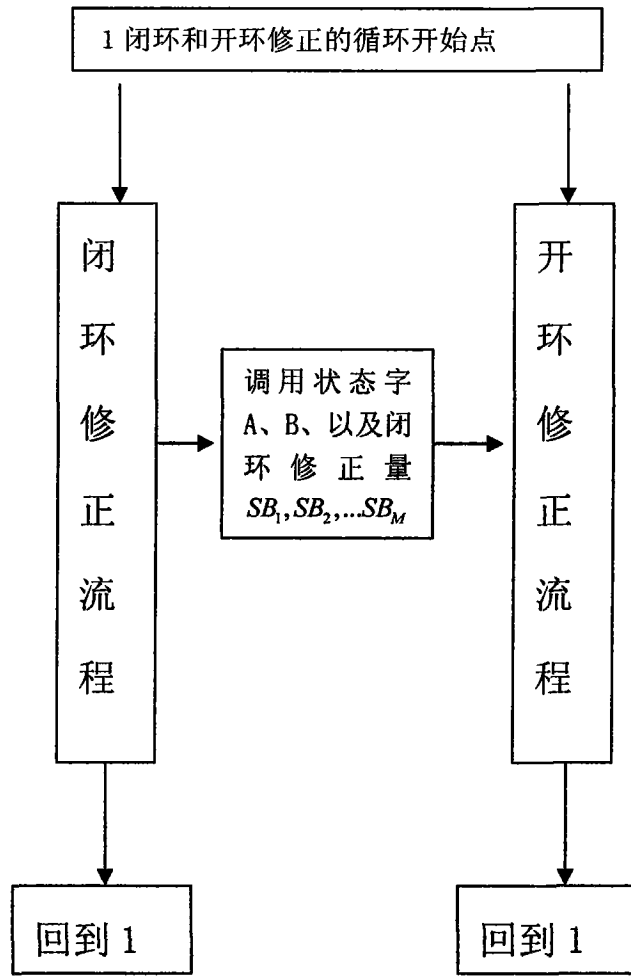 1 闭环和开环修正的循环开始点
闭
环
修
正
流
程
调用状态字
A、B、以及闭
环修正量
SB₁,SB₂,...SB_M
开
环
修
正
流
程
回到 1
回到 1